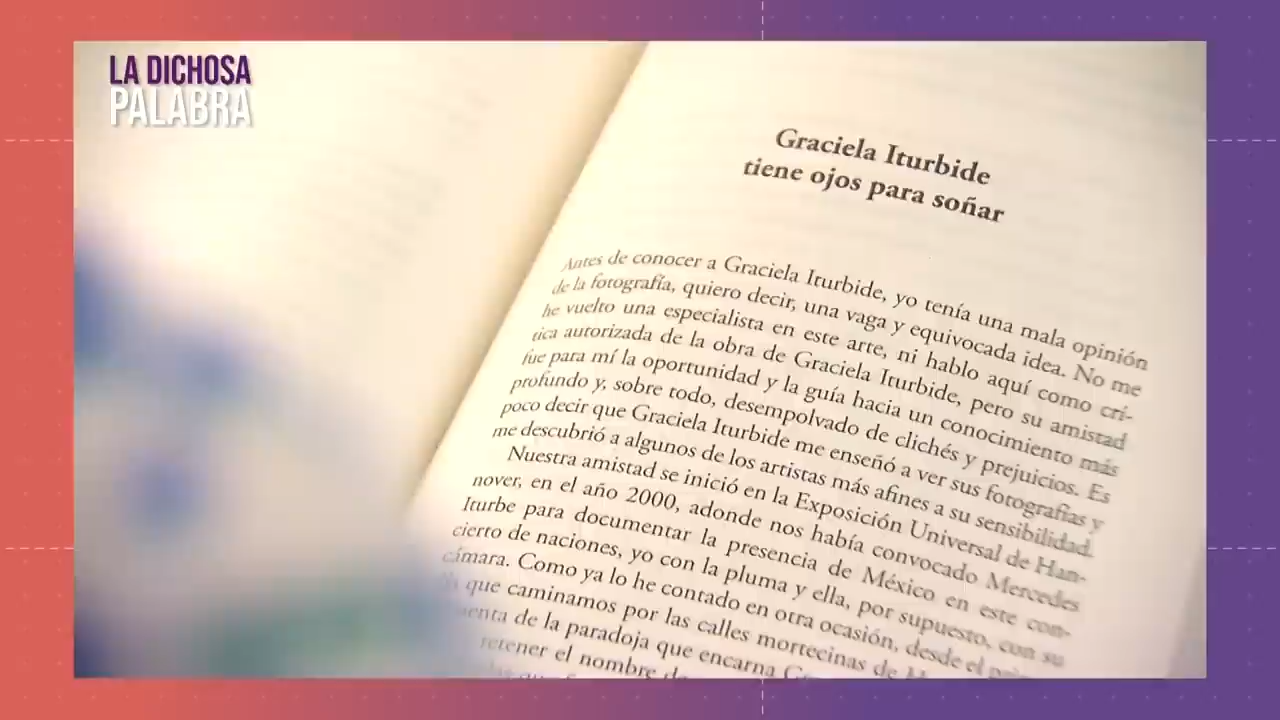 LA DICHOSA
PALABRA
Graciela Iturbide
tiene ojos para soñar
Antes de conocer a Graciela Iturbide, yo tenía una mala opinión
de la fotografía, quiero decir, una vaga y equivocada idea. No me
he vuelto una especialista en este arte, ni hablo aquí como crí-
tica autorizada de la obra de Graciela Iturbide, pero su amistad
fue para mí la oportunidad y la guía hacia un conocimiento más
profundo y, sobre todo, desempolvado de clichés y prejuicios. Es
poco decir que Graciela Iturbide me enseñó a ver sus fotografías y
me descubrió a algunos de los artistas más afines a su sensibilidad.
Nuestra amistad se inició en la Exposición Universal de Han-
nover, en el año 2000, adonde nos había convocado Mercedes
Iturbe para documentar la presencia de México en este con-
cierto de naciones, yo con la pluma y ella, por supuesto, con su
cámara. Como ya lo he contado en otra ocasión, desde el
que caminamos por las calles mortecinas de
de la paradoja que encarna
retener el nombre